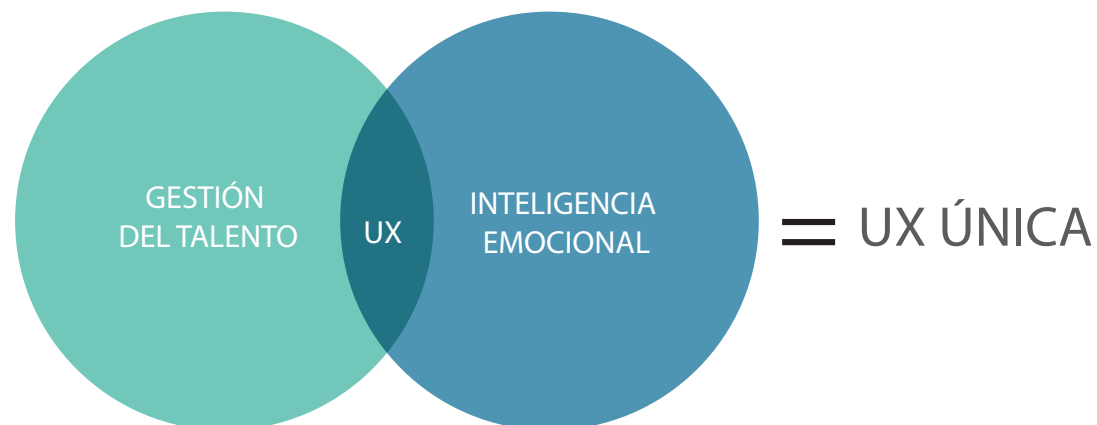 GESTIÓN
DEL TALENTO
UX
INTELIGENCIA
EMOCIONAL
= UX ÚNICA